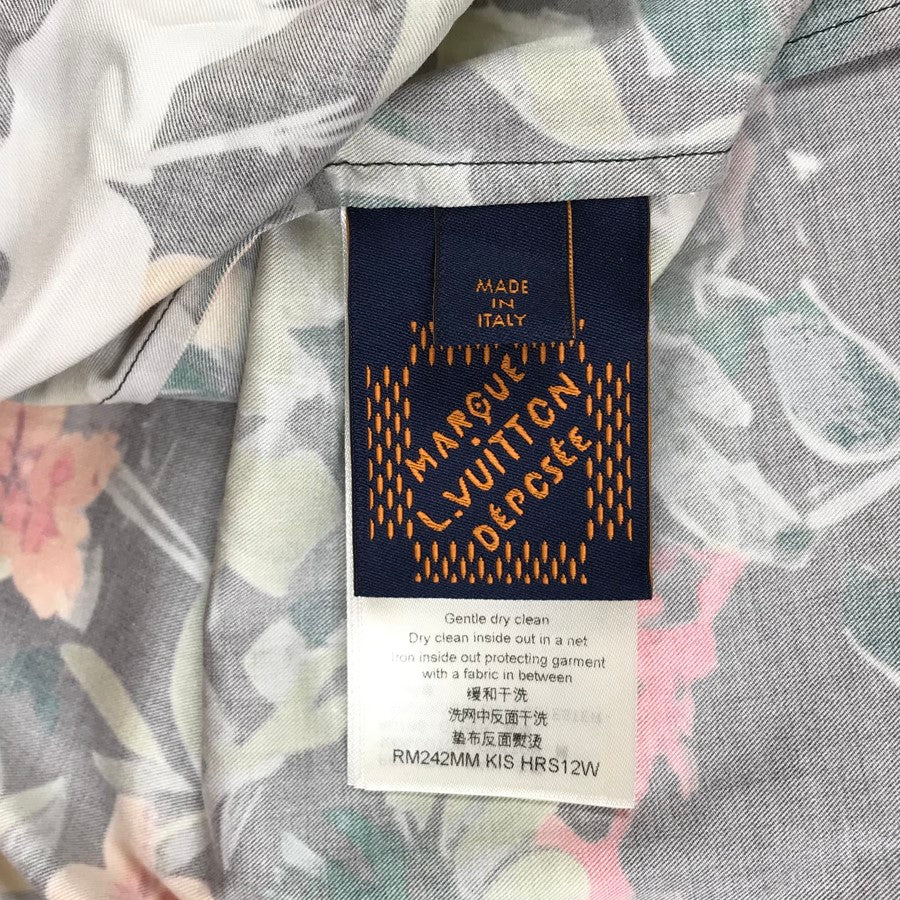 MADE
IN
ITALY
MARQUE
L.VUITTON
DÉPOSÉE
Gentle dry clean
Dry clean inside out in a net
Iron inside out protecting garment
with a fabric in between
缓和干洗
洗网中反面干洗
垫布反面熨烫
RM242MM KIS HRS12W